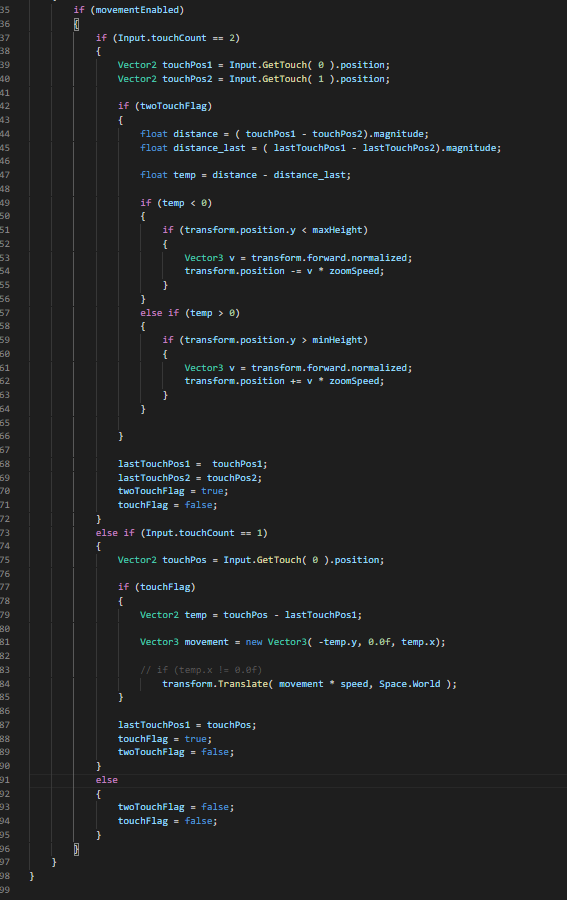 35 if (movementEnabled)
36 {
37 if (Input.touchCount == 2)
38 {
39 Vector2 touchPos1 = Input.GetTouch( 0 ).position;
40 Vector2 touchPos2 = Input.GetTouch( 1 ).position;
41
42 if (twoTouchFlag)
43 {
44 float distance = ( touchPos1 - touchPos2).magnitude;
45 float distance_last = ( lastTouchPos1 - lastTouchPos2).magnitude;
46
47 float temp = distance - distance_last;
48
49 if (temp < 0)
50 {
51 if (transform.position.y < maxHeight)
52 {
53 Vector3 v = transform.forward.normalized;
54 transform.position -= v * zoomSpeed;
55 }
56 }
57 else if (temp > 0)
58 {
59 if (transform.position.y > minHeight)
60 {
61 Vector3 v = transform.forward.normalized;
62 transform.position += v * zoomSpeed;
63 }
64 }
65
66 }
67
68 lastTouchPos1 =  touchPos1;
69 lastTouchPos2 = touchPos2;
70 twoTouchFlag = true;
71 touchFlag = false;
72 }
73 else if (Input.touchCount == 1)
74 {
75 Vector2 touchPos = Input.GetTouch( 0 ).position;
76
77 if (touchFlag)
78 {
79 Vector2 temp = touchPos - lastTouchPos1;
80
81 Vector3 movement = new Vector3( -temp.y, 0.0f, temp.x);
82
83 // if (temp.x != 0.0f)
84 transform.Translate( movement * speed, Space.World );
85 }
86
87 lastTouchPos1 = touchPos;
88 touchFlag = true;
89 twoTouchFlag = false;
90 }
91 else
92 {
93 twoTouchFlag = false;
94 touchFlag = false;
95 }
96 }
97 }
98 }
99